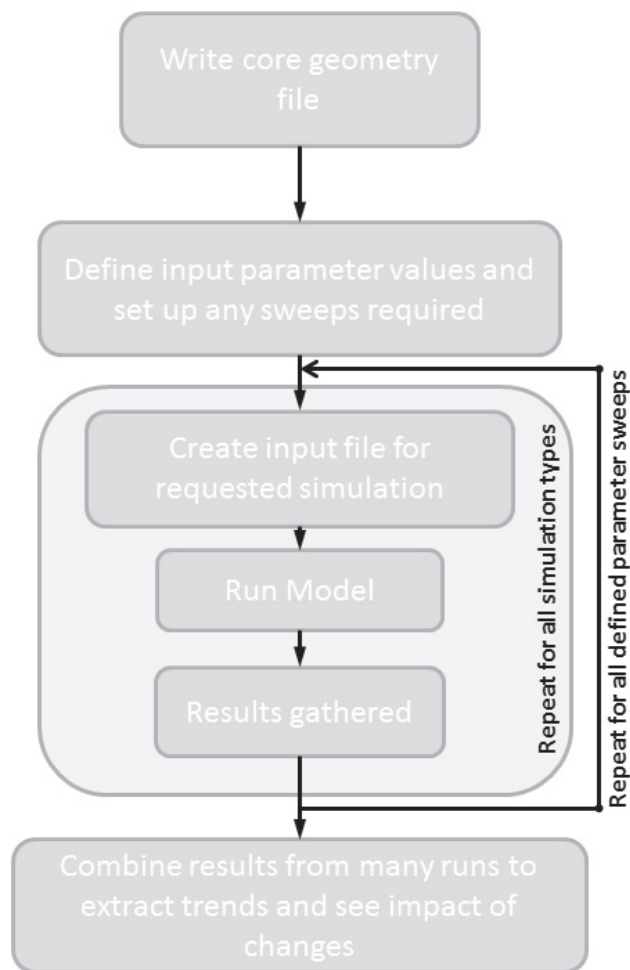 Write core geometry
file
Define input parameter values and
set up any sweeps required
Create input file for
requested simulation
Run Model
Results gathered
Repeat for all simulation types
Repeat for all defined parameter sweeps
Combine results from many runs to
extract trends and see impact of
changes